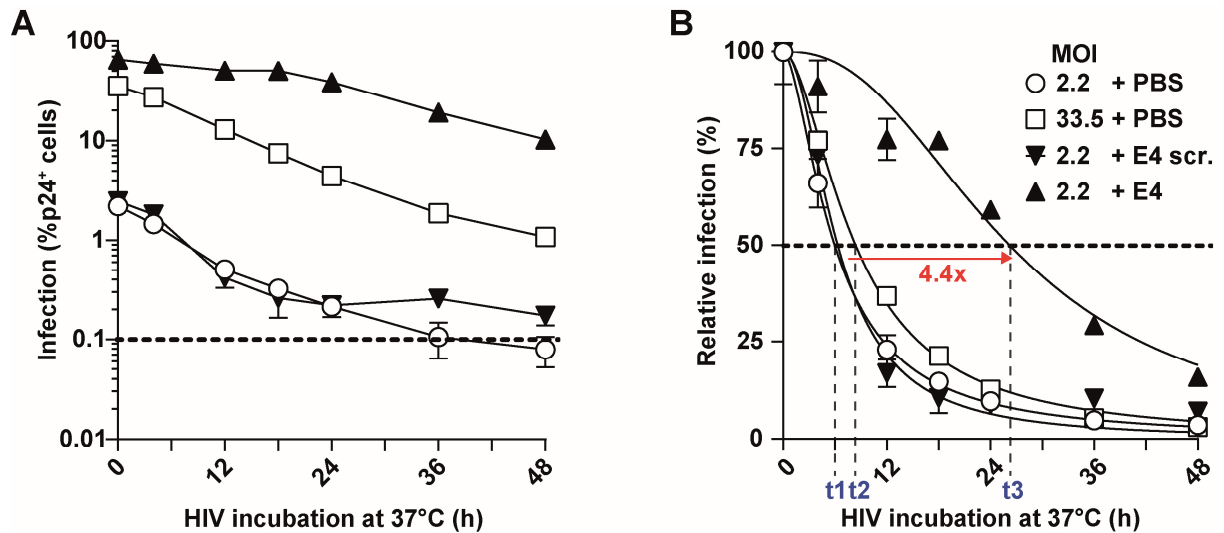 A
Infection (%p24⁺ cells)
100
10
1
0.1
0.01
0
12
24
36
48
HIV incubation at 37°C (h)
B
Relative infection (%)
100
75
50
25
0
MOI
2.2 + PBS
33.5 + PBS
2.2 + E4 scr.
2.2 + E4
4.4x
0
12
24
36
48
t1
t2
t3
HIV incubation at 37°C (h)